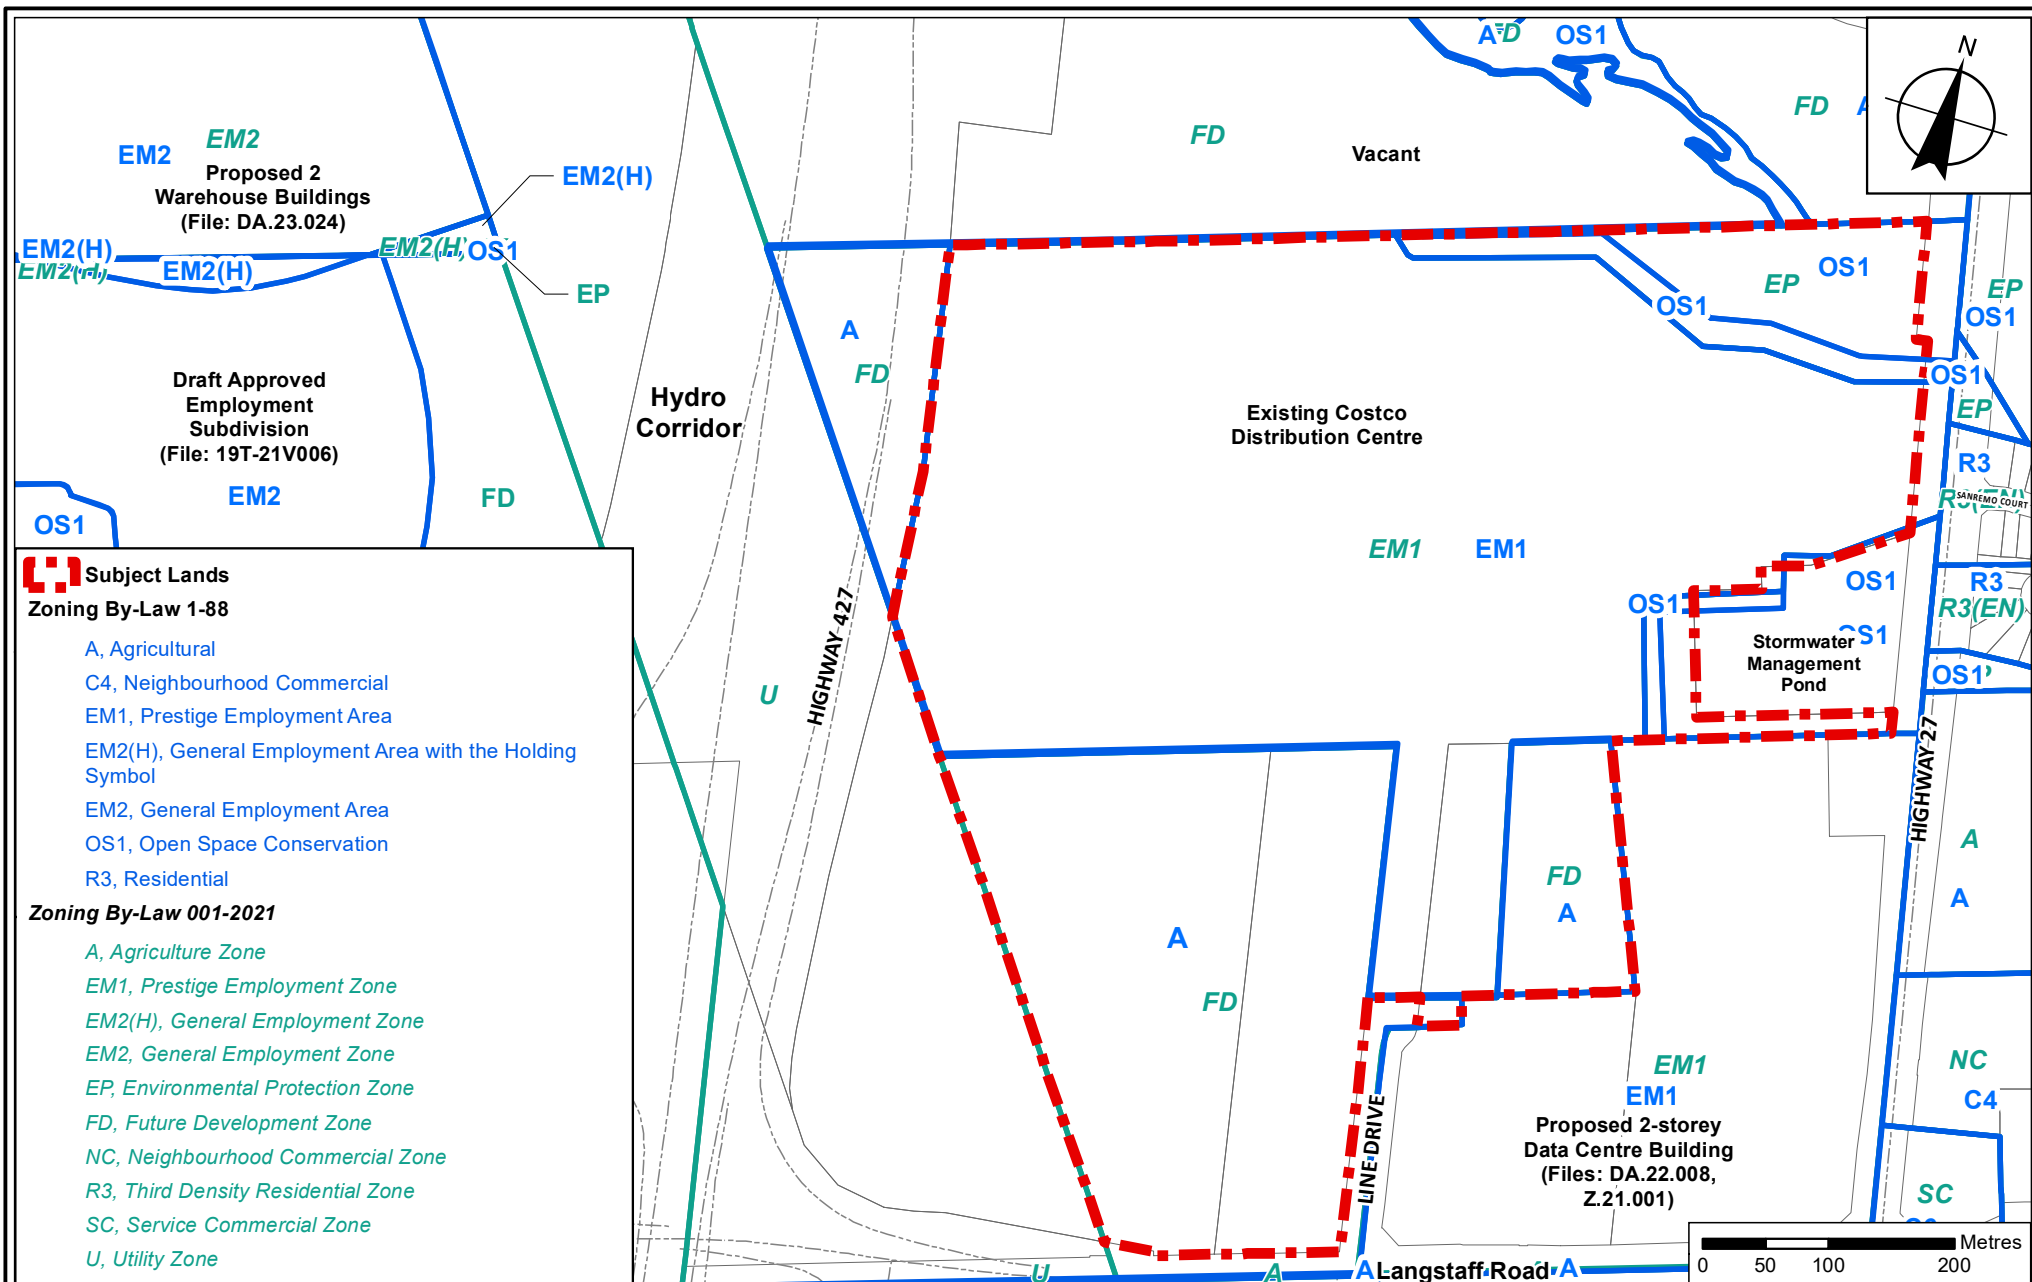 A
FD
OS1
N
FD
A
FD
Vacant
EM2
EM2
Proposed 2
Warehouse Buildings
(File: DA.23.024)
EM2(H)
EM2(H)
EM2(H)
EM2(H)
EM2(H)
OS1
EP
OS1
EP
EP
OS1
OS1
A
FD
Hydro
Corridor
Draft Approved
Employment
Subdivision
(File: 19T-21V006)
EM2
FD
OS1
Existing Costco
Distribution Centre
OS1
EP
R3
R3(EN)
SANREMO COURT
EM1
EM1
OS1
R3
R3(EN)
OS1
OS1
Stormwater
Management
Pond
OS1
HIGHWAY 427
U
HIGHWAY 27
Subject Lands
Zoning By-Law 1-88
A, Agricultural
C4, Neighbourhood Commercial
EM1, Prestige Employment Area
EM2(H), General Employment Area with the Holding
Symbol
EM2, General Employment Area
OS1, Open Space Conservation
R3, Residential
Zoning By-Law 001-2021
A, Agriculture Zone
EM1, Prestige Employment Zone
EM2(H), General Employment Zone
EM2, General Employment Zone
EP, Environmental Protection Zone
FD, Future Development Zone
NC, Neighbourhood Commercial Zone
R3, Third Density Residential Zone
SC, Service Commercial Zone
U, Utility Zone
A
A
FD
A
A
FD
EM1
EM1
Proposed 2-storey
Data Centre Building
(Files: DA.22.008,
Z.21.001)
NC
C4
SC
LINE DRIVE
U
A
A
Langstaff Road
A
Metres
0 50 100 200